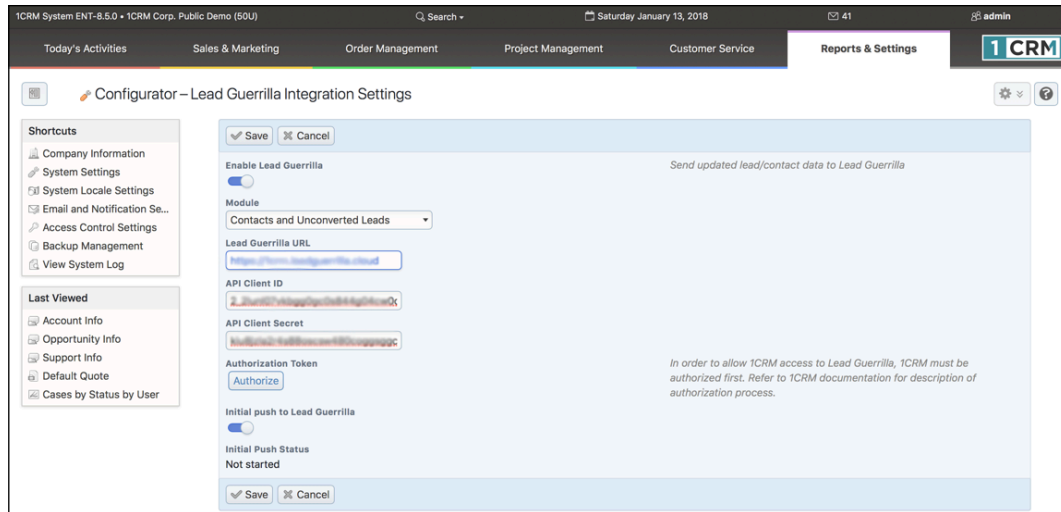 1CRM System ENT-8.5.0 • 1CRM Corp. Public Demo (50U)
Search
Saturday January 13, 2018
41
admin
Today's Activities
Sales & Marketing
Order Management
Project Management
Customer Service
Reports & Settings
1 CRM
Configurator – Lead Guerrilla Integration Settings
Shortcuts
Company Information
System Settings
System Locale Settings
Email and Notification Se...
Access Control Settings
Backup Management
View System Log
Last Viewed
Account Info
Opportunity Info
Support Info
Default Quote
Cases by Status by User
Save
Cancel
Enable Lead Guerrilla
Send updated lead/contact data to Lead Guerrilla
Module
Contacts and Unconverted Leads
Lead Guerrilla URL
API Client ID
API Client Secret
Authorization Token
Authorize
In order to allow 1CRM access to Lead Guerrilla, 1CRM must be
authorized first. Refer to 1CRM documentation for description of
authorization process.
Initial push to Lead Guerrilla
Initial Push Status
Not started
Save
Cancel